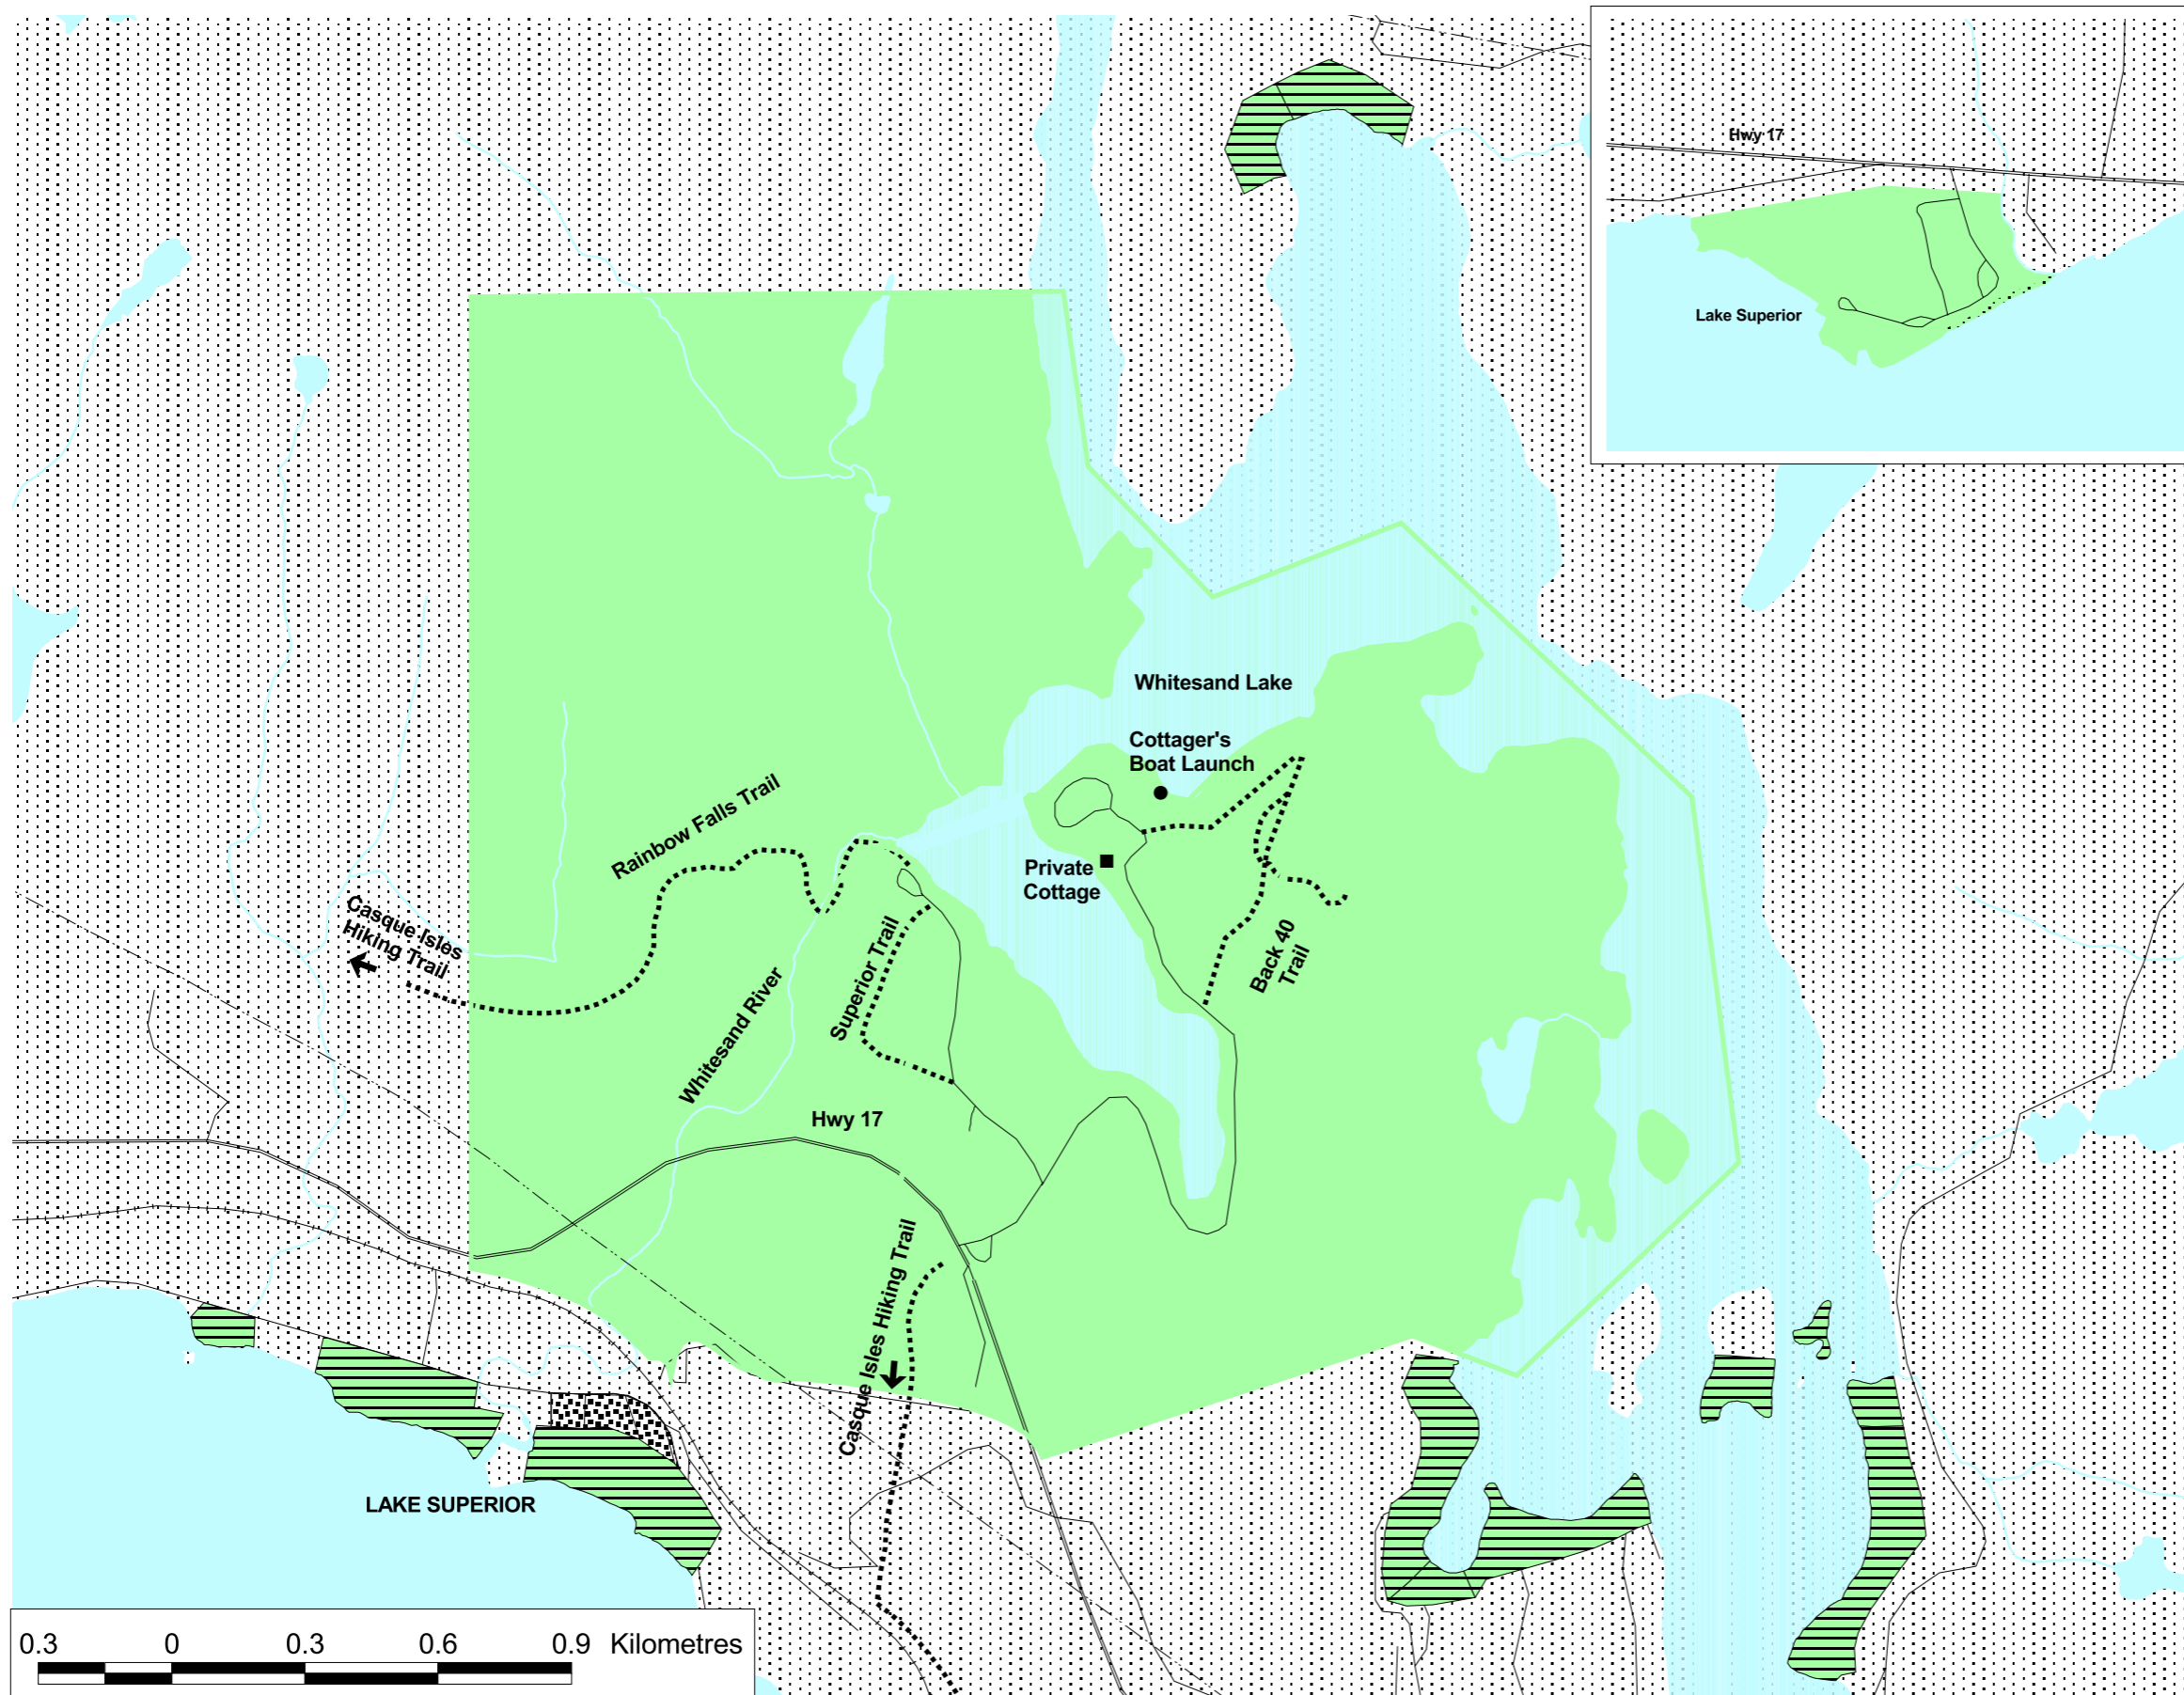 Hwy 17
Lake Superior
Whitesand Lake
Cottager's
Boat Launch
Rainbow Falls Trail
Private
Cottage
Casque Isles
Hiking Trail
Superior Trail
Back 40
Trail
Whitesand River
Hwy 17
Casque Isles Hiking Trail
LAKE SUPERIOR
0.3 0 0.3 0.6 0.9 Kilometres